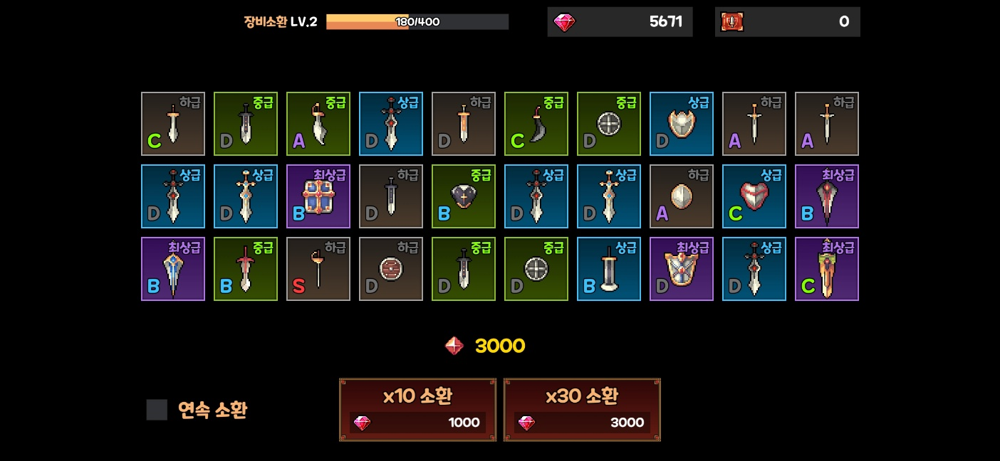 장비소환 LV.2 180/400 5671 0
하급 중급 중급 상급 하급 중급 중급 상급 하급 하급
C D A D D C D D A A
상급 상급 최상급 하급 중급 상급 상급 하급 상급 최상급
D D B D B D D A C B
최상급 중급 하급 하급 중급 중급 상급 최상급 상급 최상급
B B S D D D B D D C
3000
x10 소환 x30 소환
연속 소환
1000 3000